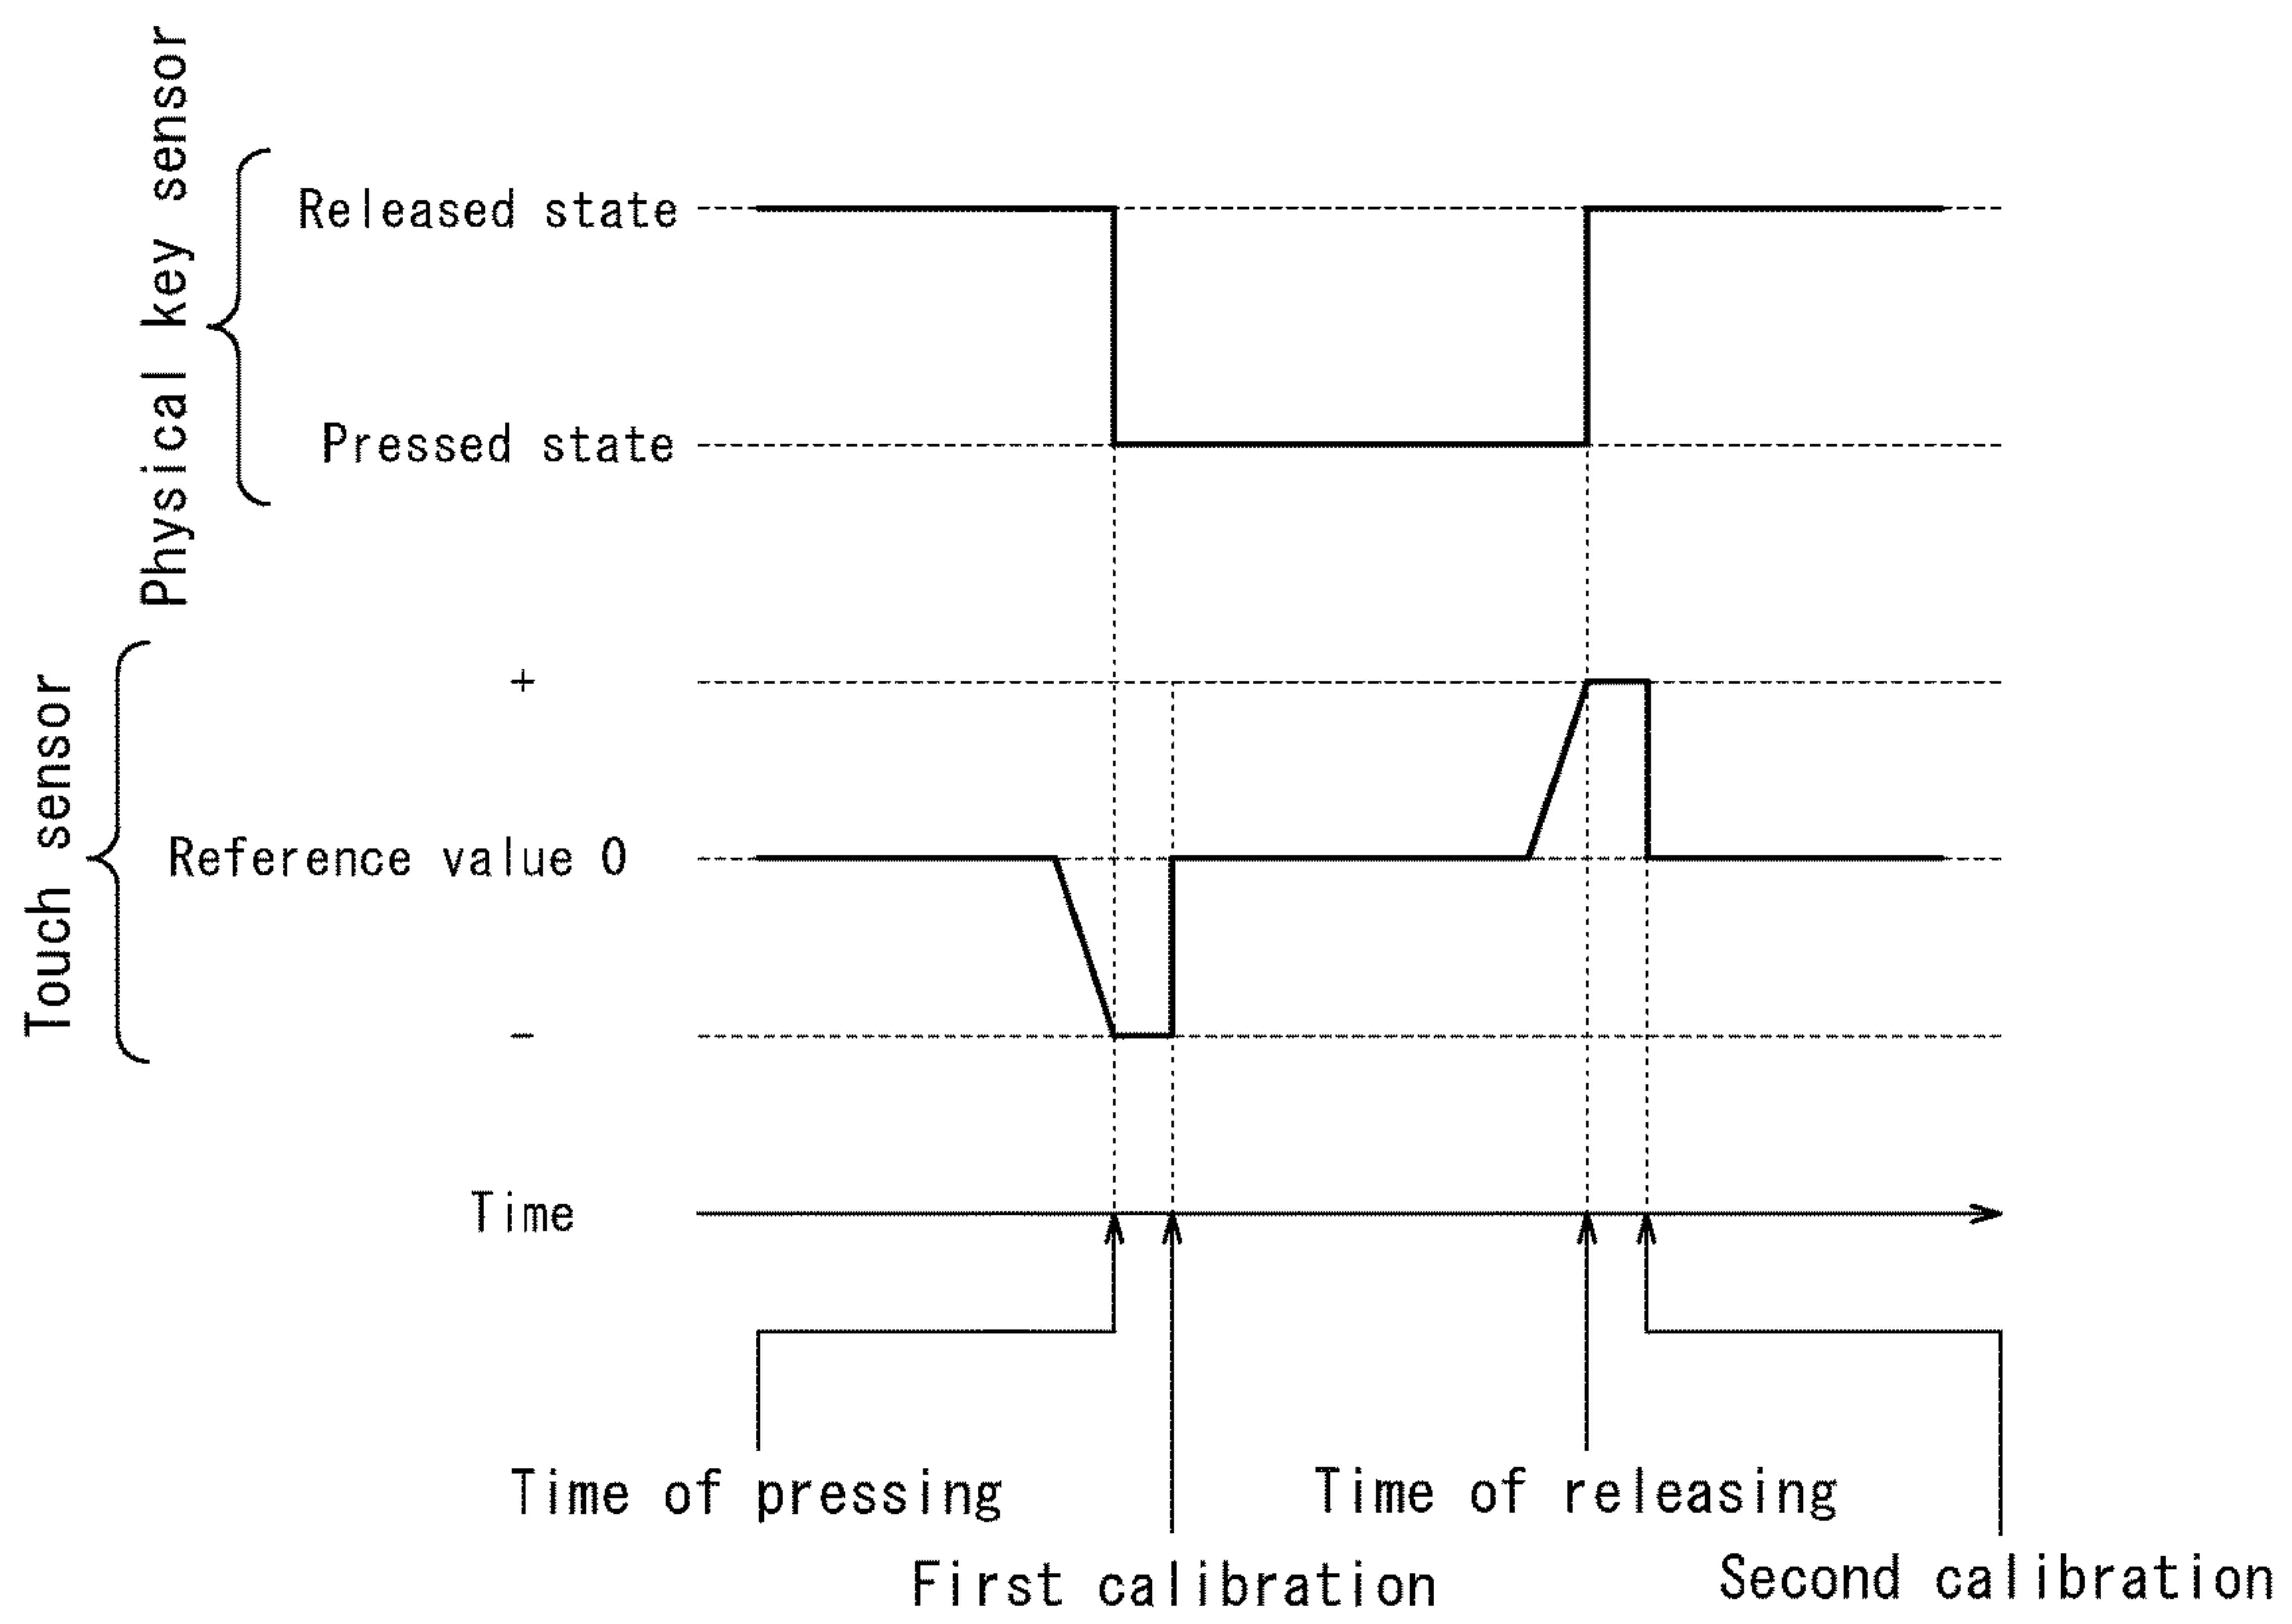 Physical key sensor
Released state
Pressed state
Touch sensor
+
Reference value 0
−
Time
Time of pressing
Time of releasing
First calibration
Second calibration